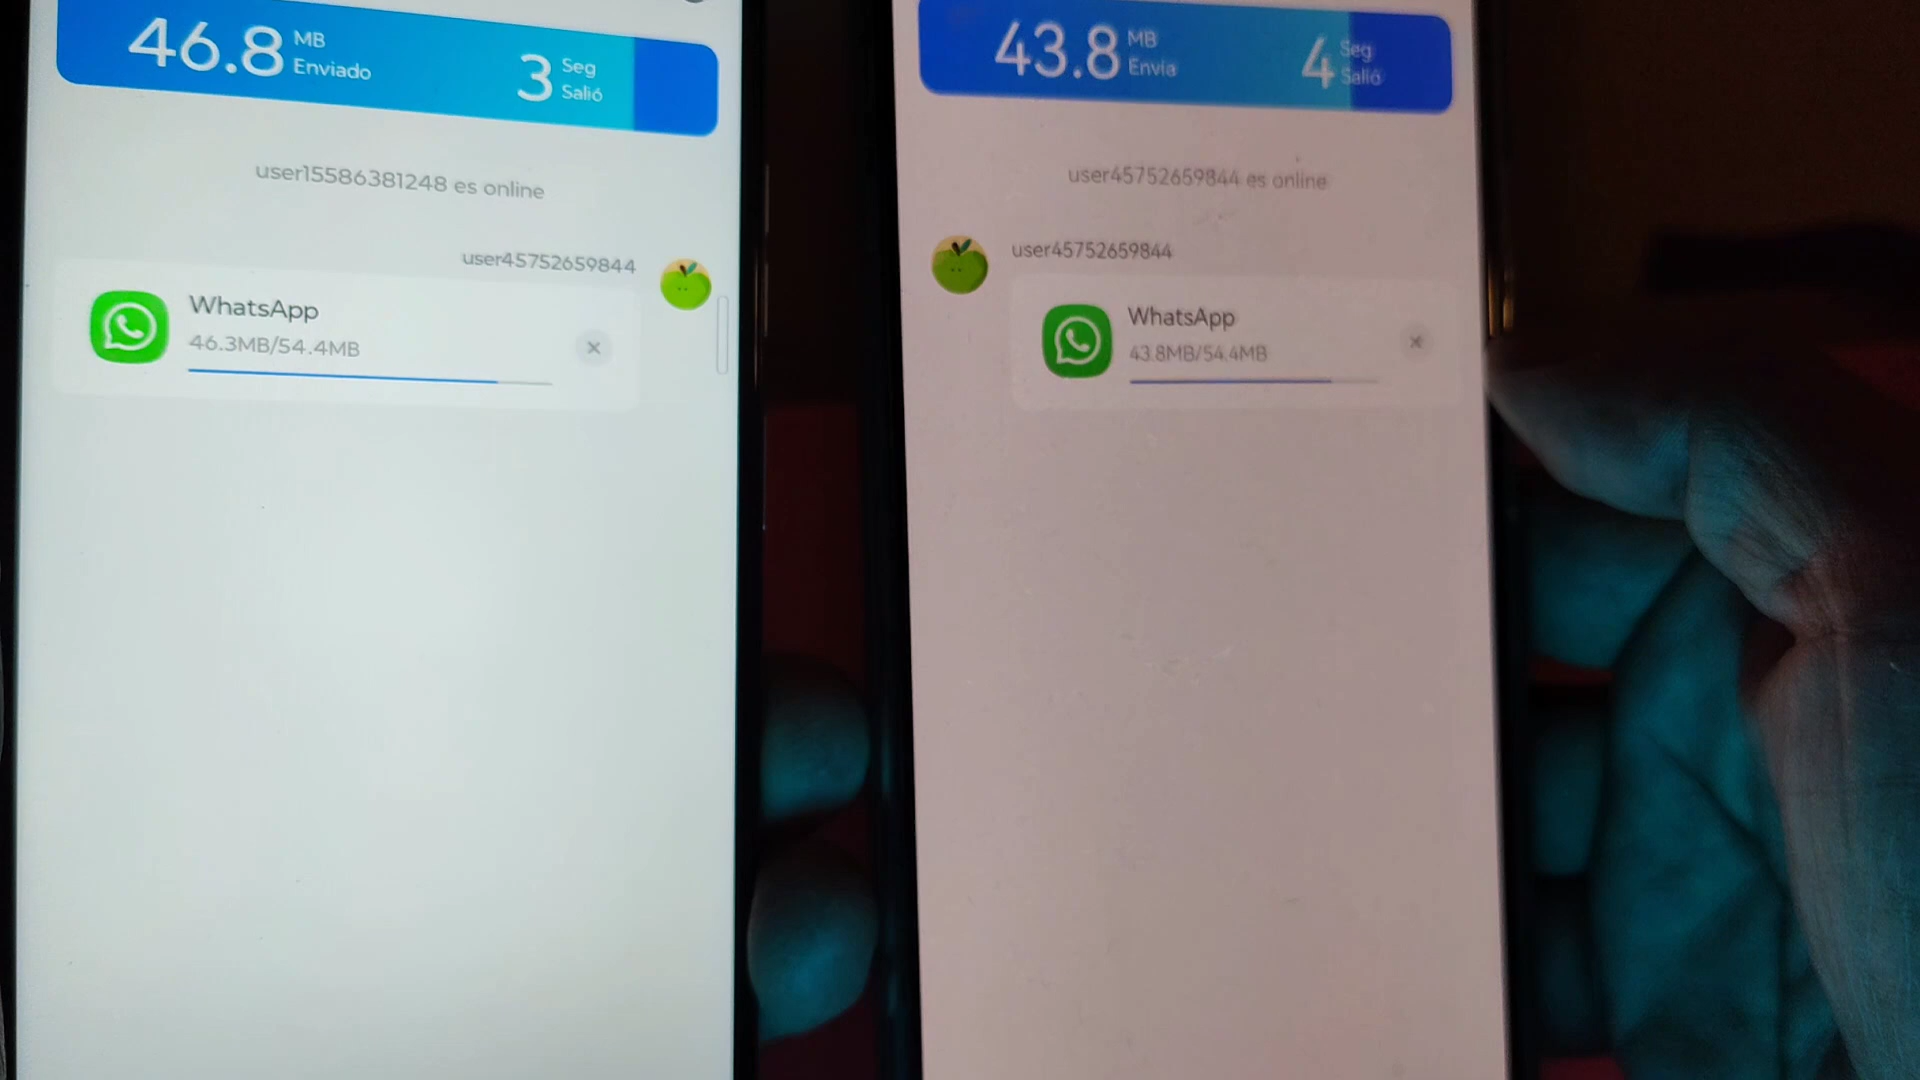 46.8 MB Enviado
3 Seg Salió
user15586381248 es online
user45752659844
WhatsApp
46.3MB/54.4MB
43.8 MB Envia
4 Seg Salió
user45752659844 es online
user45752659844
WhatsApp
43.8MB/54.4MB